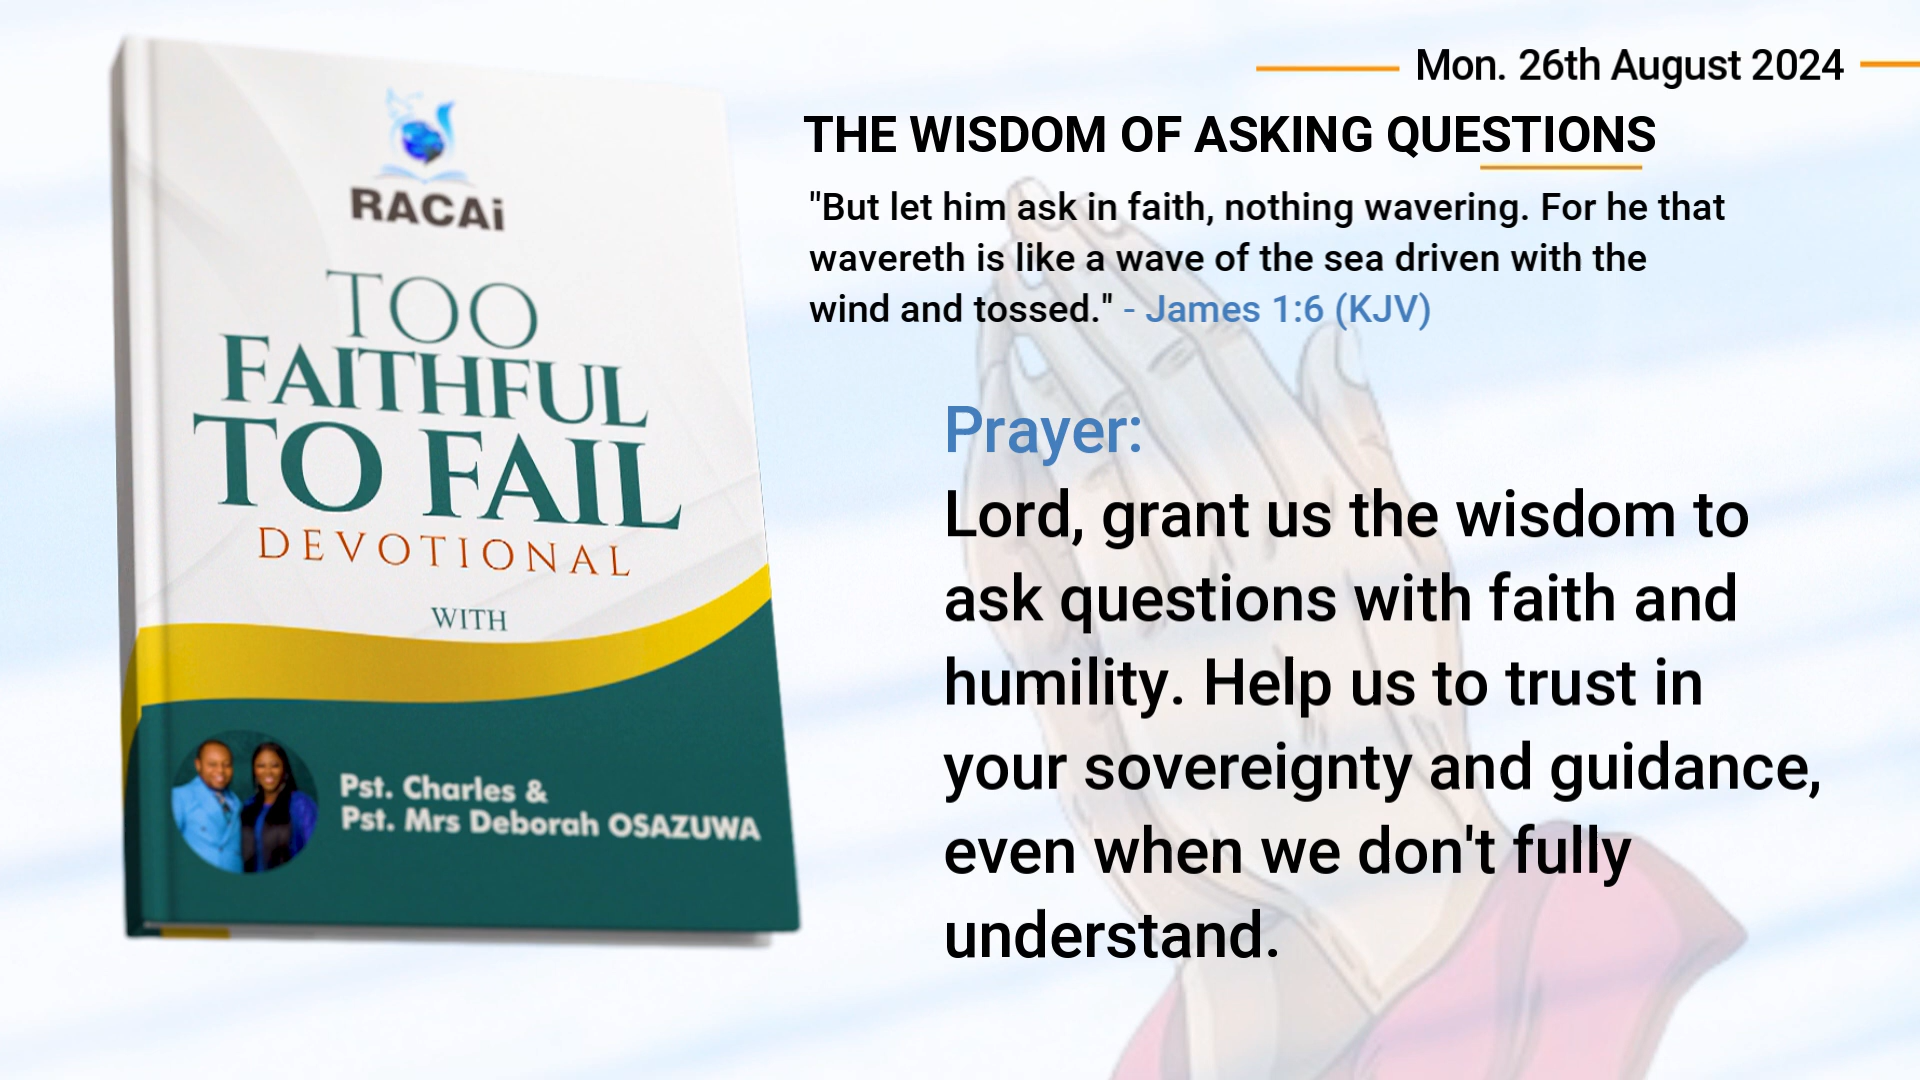 RACAi
TOO
FAITHFUL
TO FAIL
DEVOTIONAL
WITH
Pst. Charles &
Pst. Mrs Deborah OSAZUWA
Mon. 26th August 2024
THE WISDOM OF ASKING QUESTIONS
"But let him ask in faith, nothing wavering. For he that
wavereth is like a wave of the sea driven with the
wind and tossed." - James 1:6 (KJV)
Prayer:
Lord, grant us the wisdom to
ask questions with faith and
humility. Help us to trust in
your sovereignty and guidance,
even when we don't fully
understand.